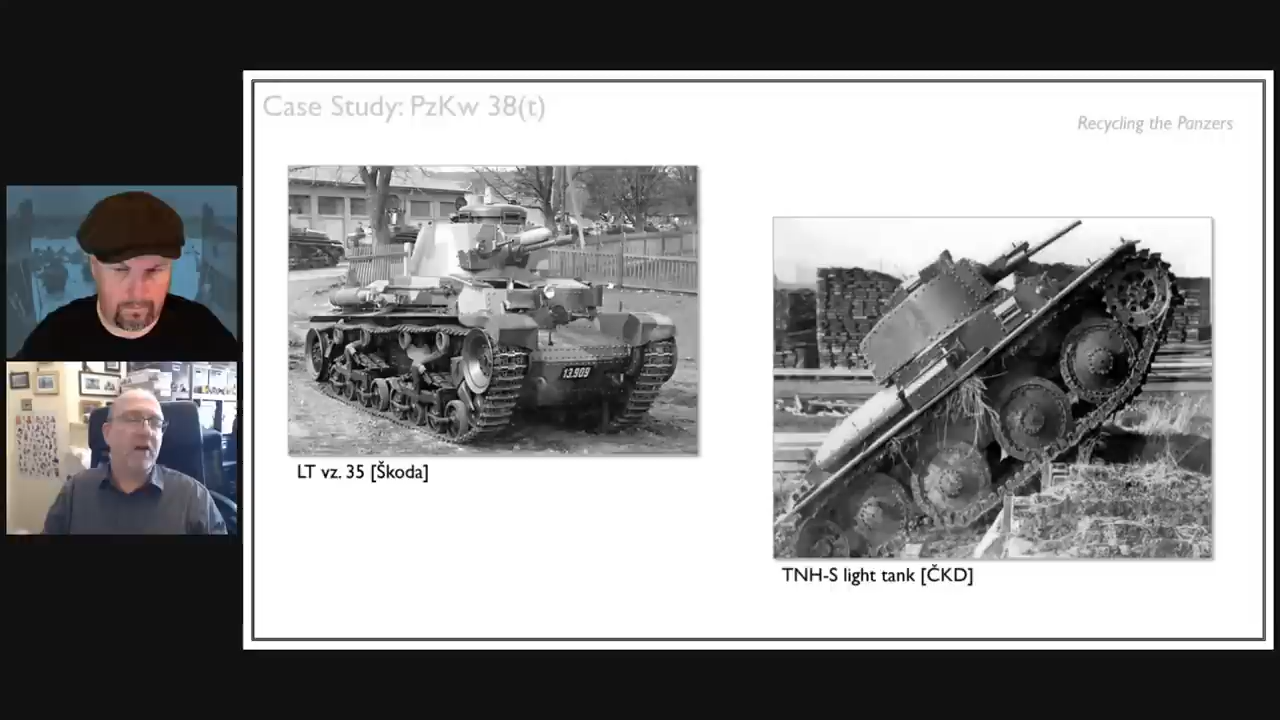 Case Study: PzKw 38(t)
Recycling the Panzers
13.909
LT vz. 35 [Škoda]
TNH-S light tank [ČKD]